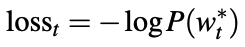 loss_t = − log P(w_t^*)